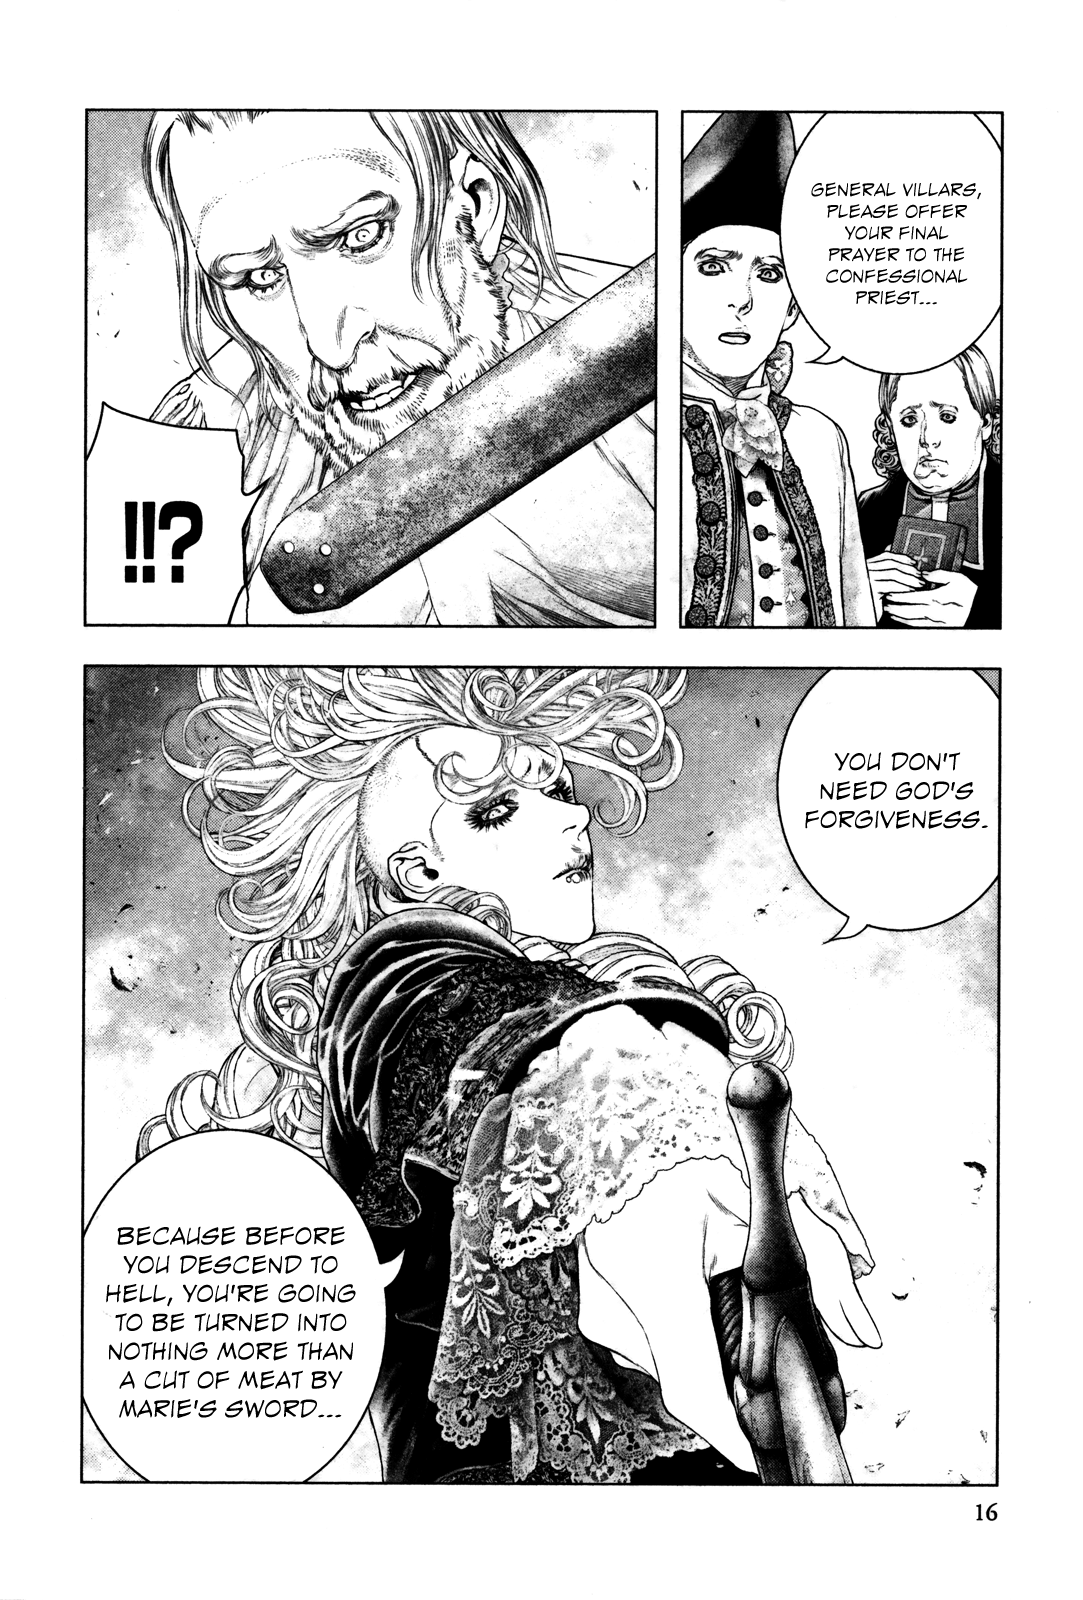 GENERAL VILLARS,
PLEASE OFFER
YOUR FINAL
PRAYER TO THE
CONFESSIONAL
PRIEST...
!!?
YOU DON'T
NEED GOD'S
FORGIVENESS.
BECAUSE BEFORE
YOU DESCEND TO
HELL, YOU'RE GOING
TO BE TURNED INTO
NOTHING MORE THAN
A CUT OF MEAT BY
MARIE'S SWORD...
16